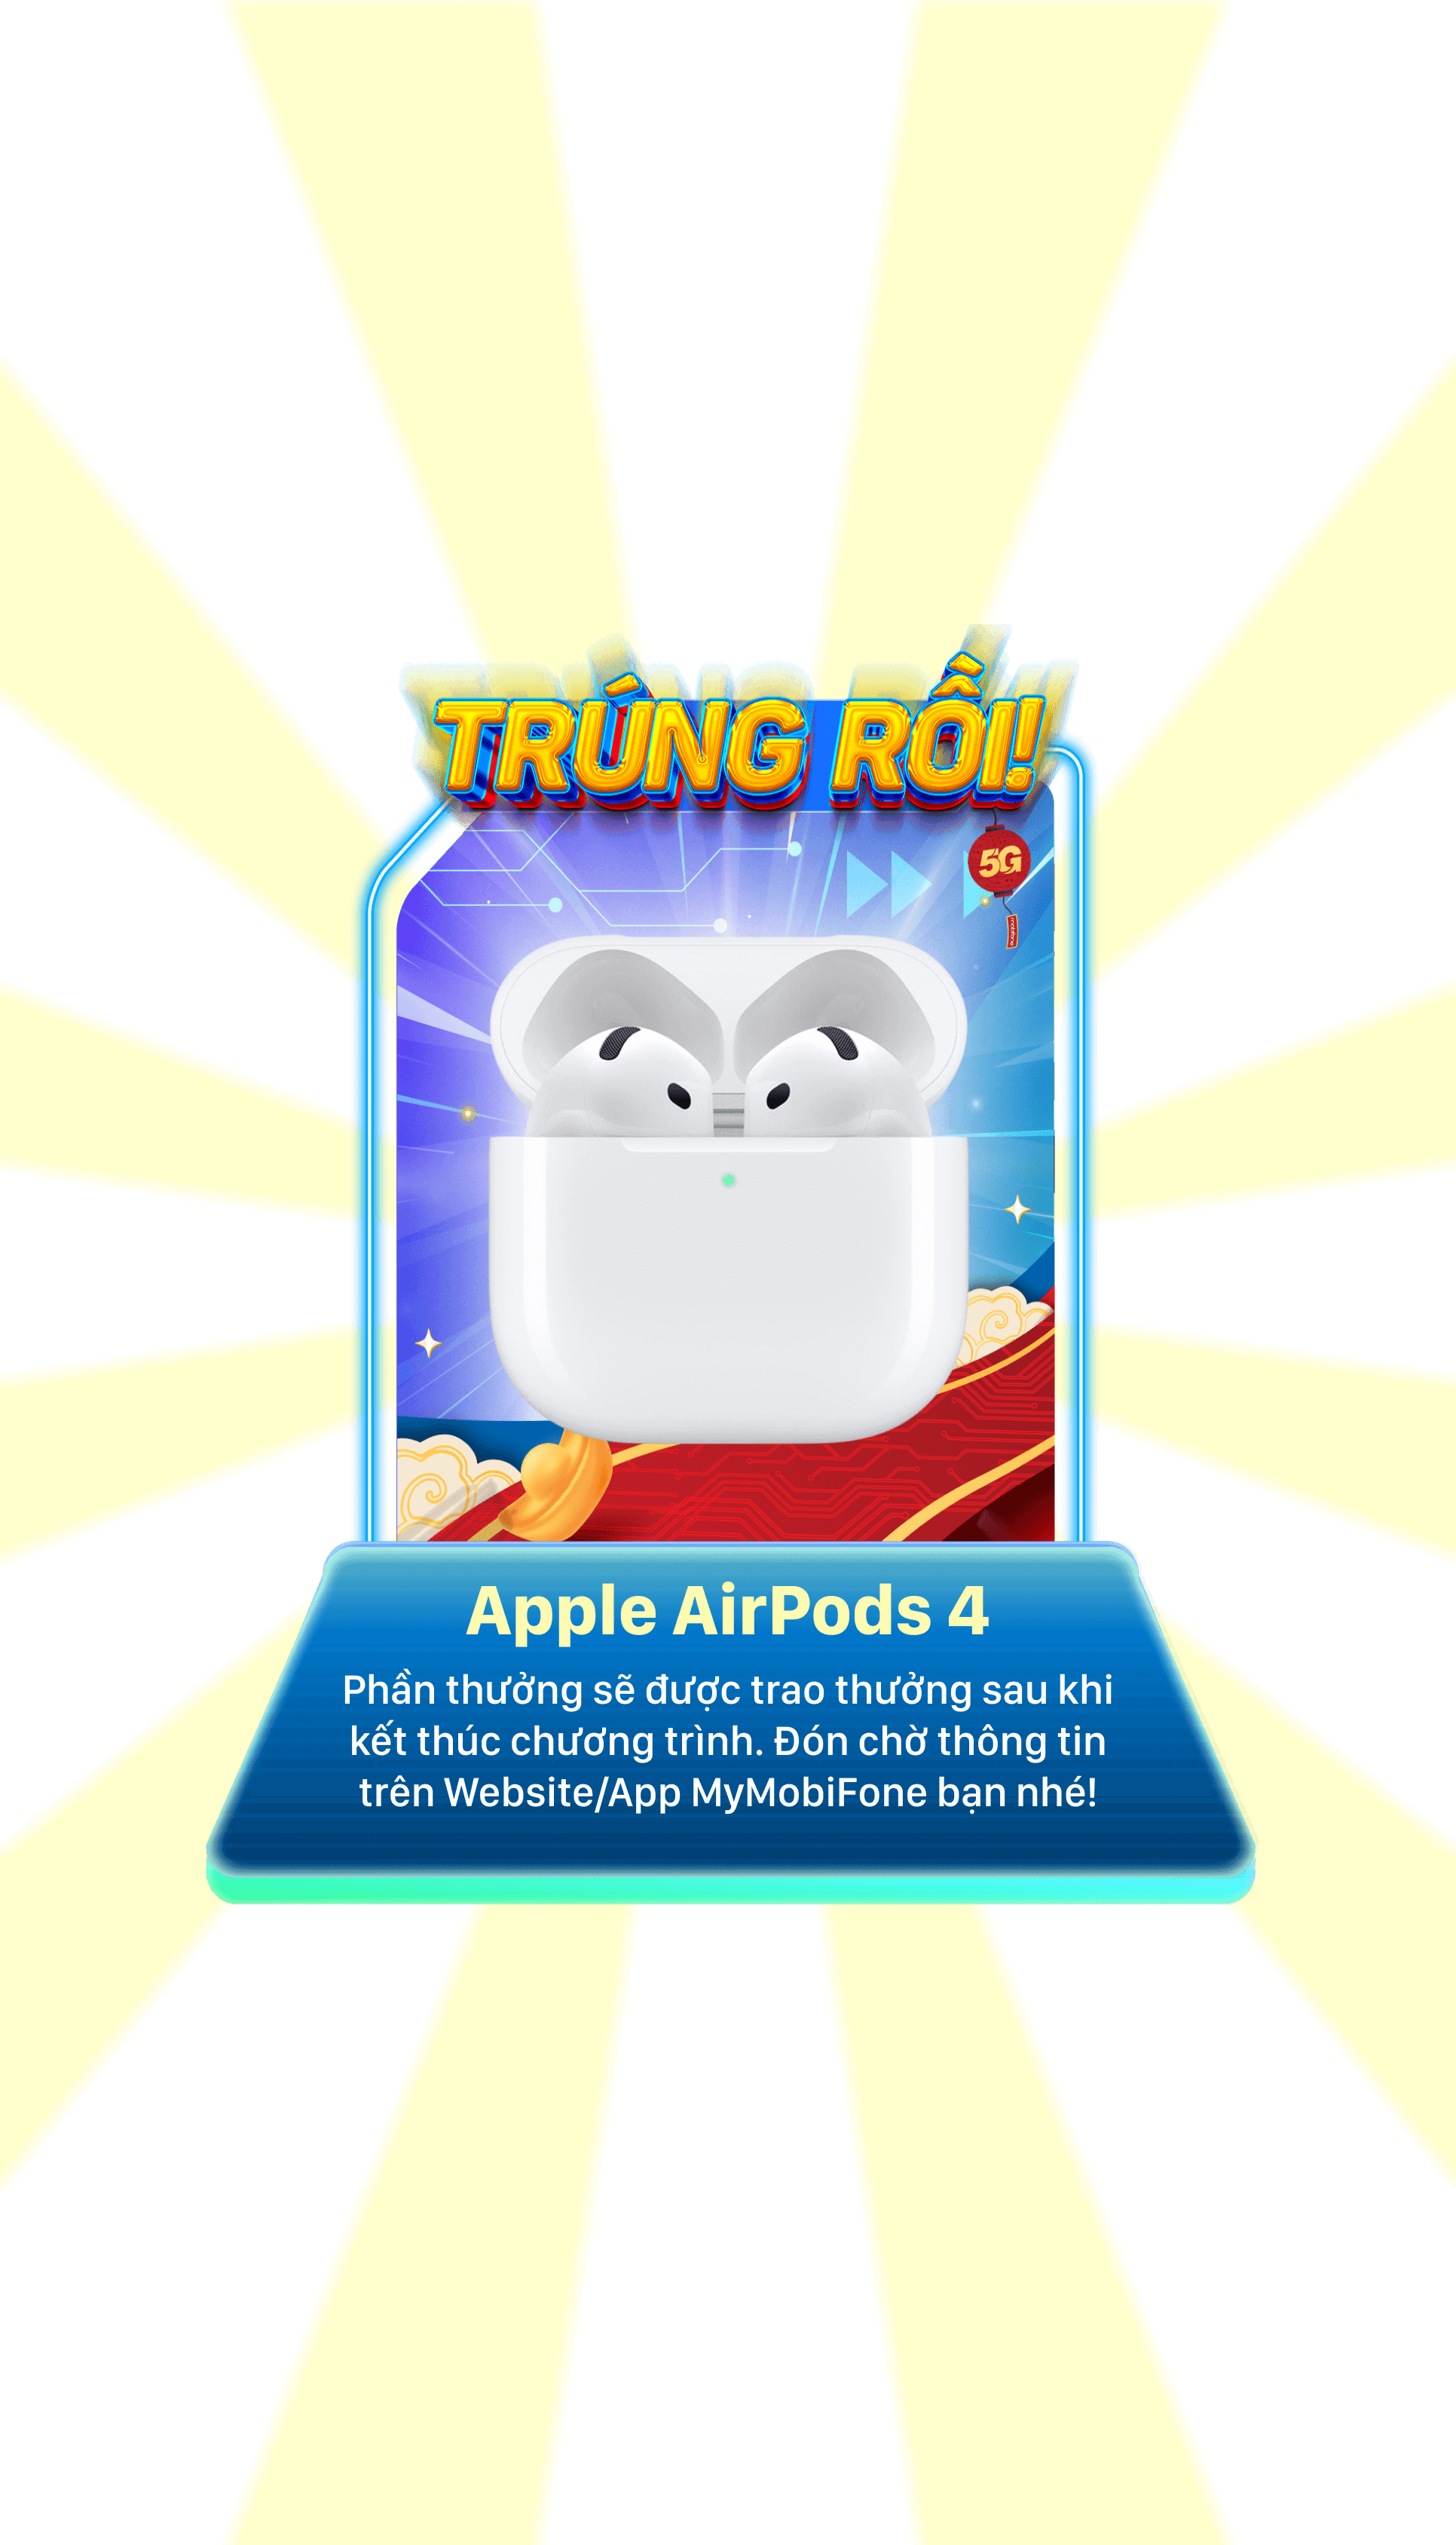 TRÚNG RỒI!
5G
mobifone
Apple AirPods 4
Phần thưởng sẽ được trao thưởng sau khi
kết thúc chương trình. Đón chờ thông tin
trên Website/App MyMobiFone bạn nhé!